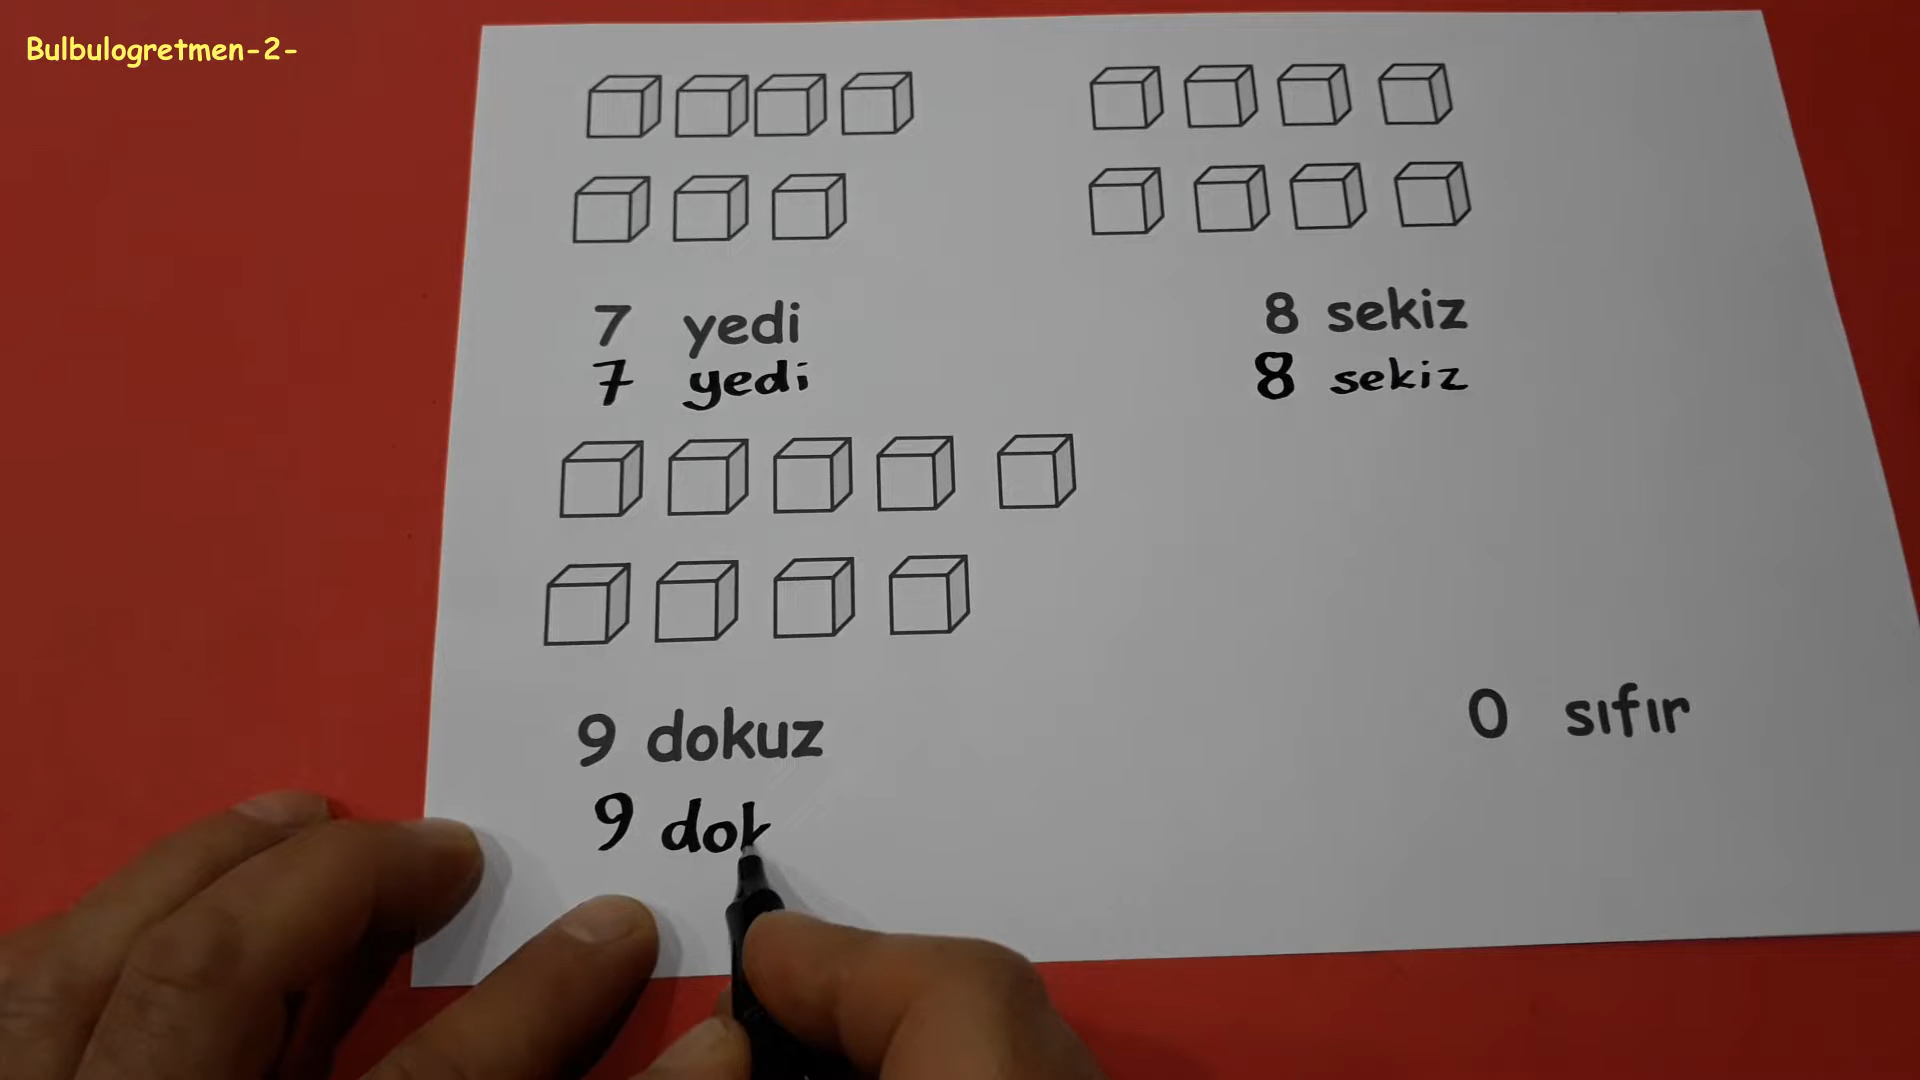 Bulbulogretmen-2-
7 yedi
8 sekiz
7 yedi
8 sekiz
9 dokuz
0 sıfır
9 dok